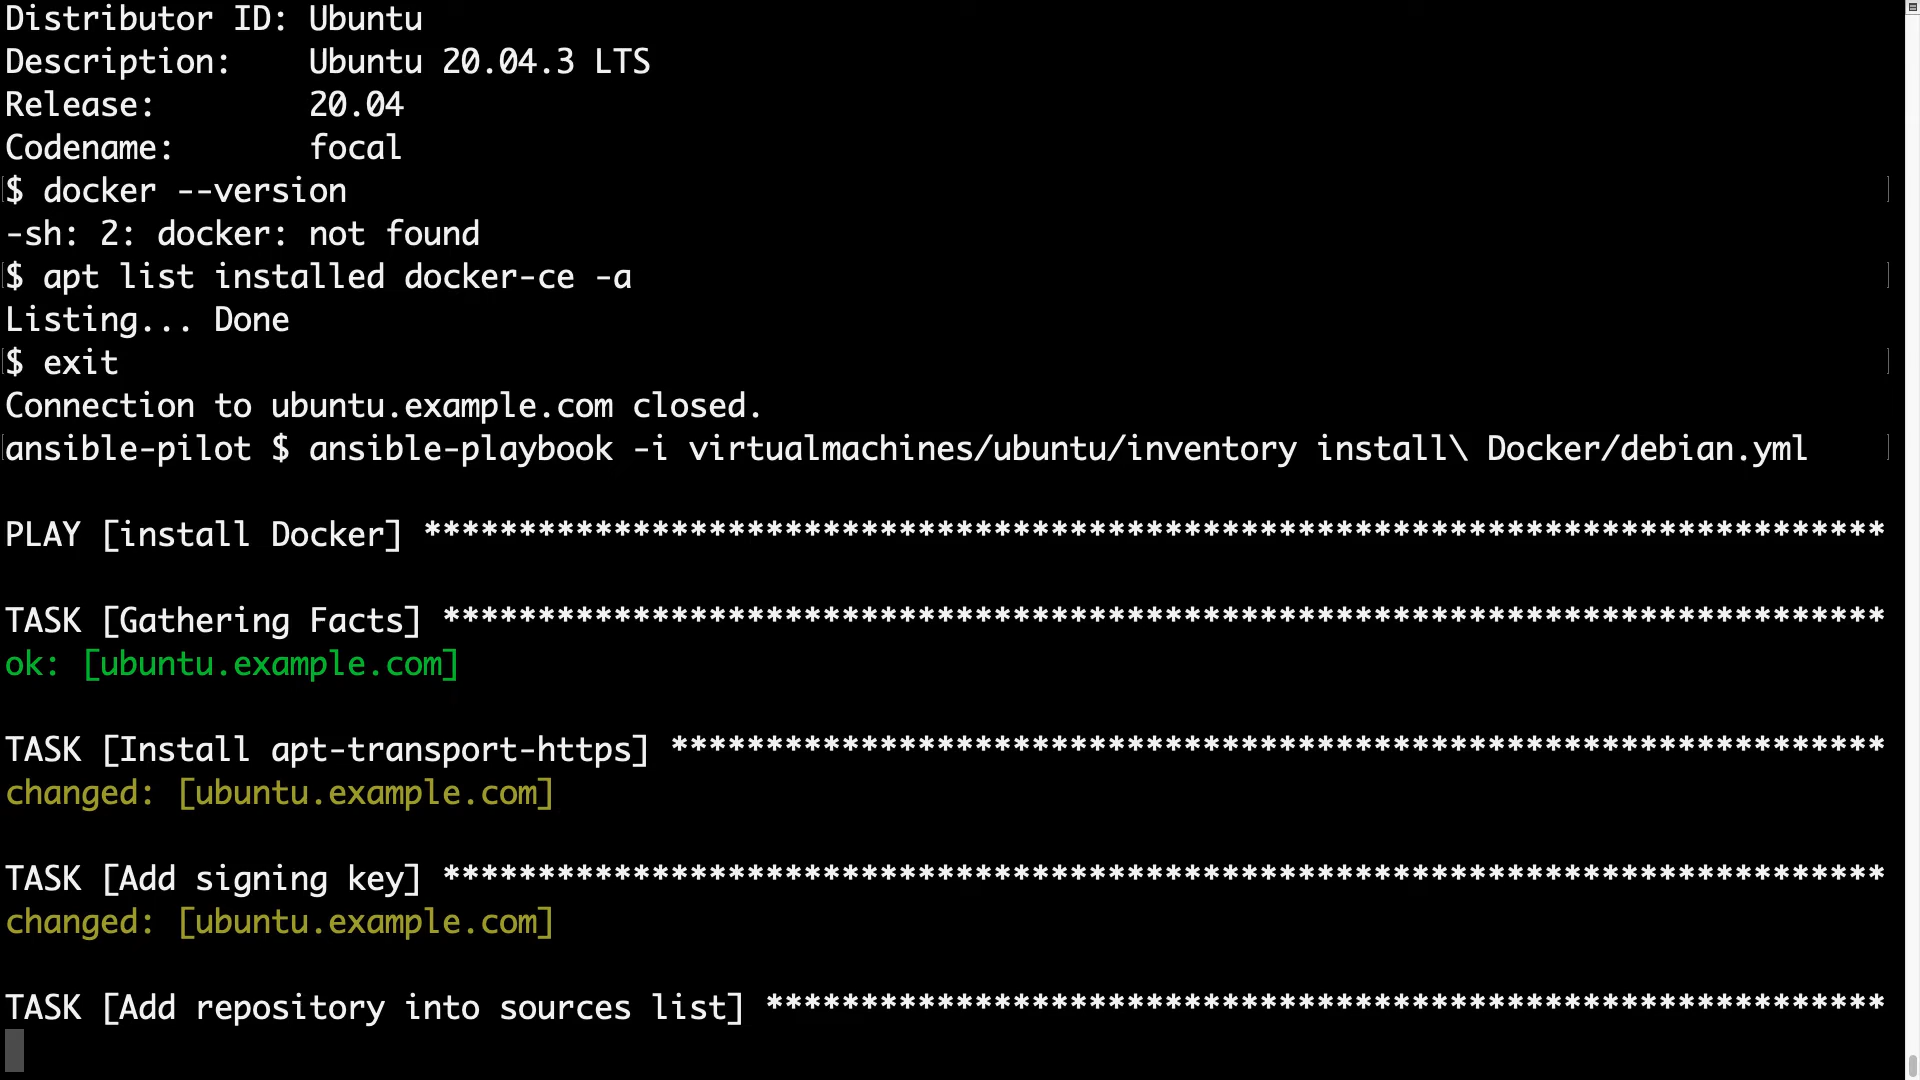 Distributor ID: Ubuntu
Description:    Ubuntu 20.04.3 LTS
Release:        20.04
Codename:       focal
[$ docker --version ]
-sh: 2: docker: not found
[$ apt list installed docker-ce -a ]
Listing... Done
[$ exit ]
Connection to ubuntu.example.com closed.
[ansible-pilot $ ansible-playbook -i virtualmachines/ubuntu/inventory install\ Docker/debian.yml ]
PLAY [install Docker] *****************************************************************************
TASK [Gathering Facts] ****************************************************************************
ok: [ubuntu.example.com]
TASK [Install apt-transport-https] ****************************************************************
changed: [ubuntu.example.com]
TASK [Add signing key] ****************************************************************************
changed: [ubuntu.example.com]
TASK [Add repository into sources list] ***********************************************************